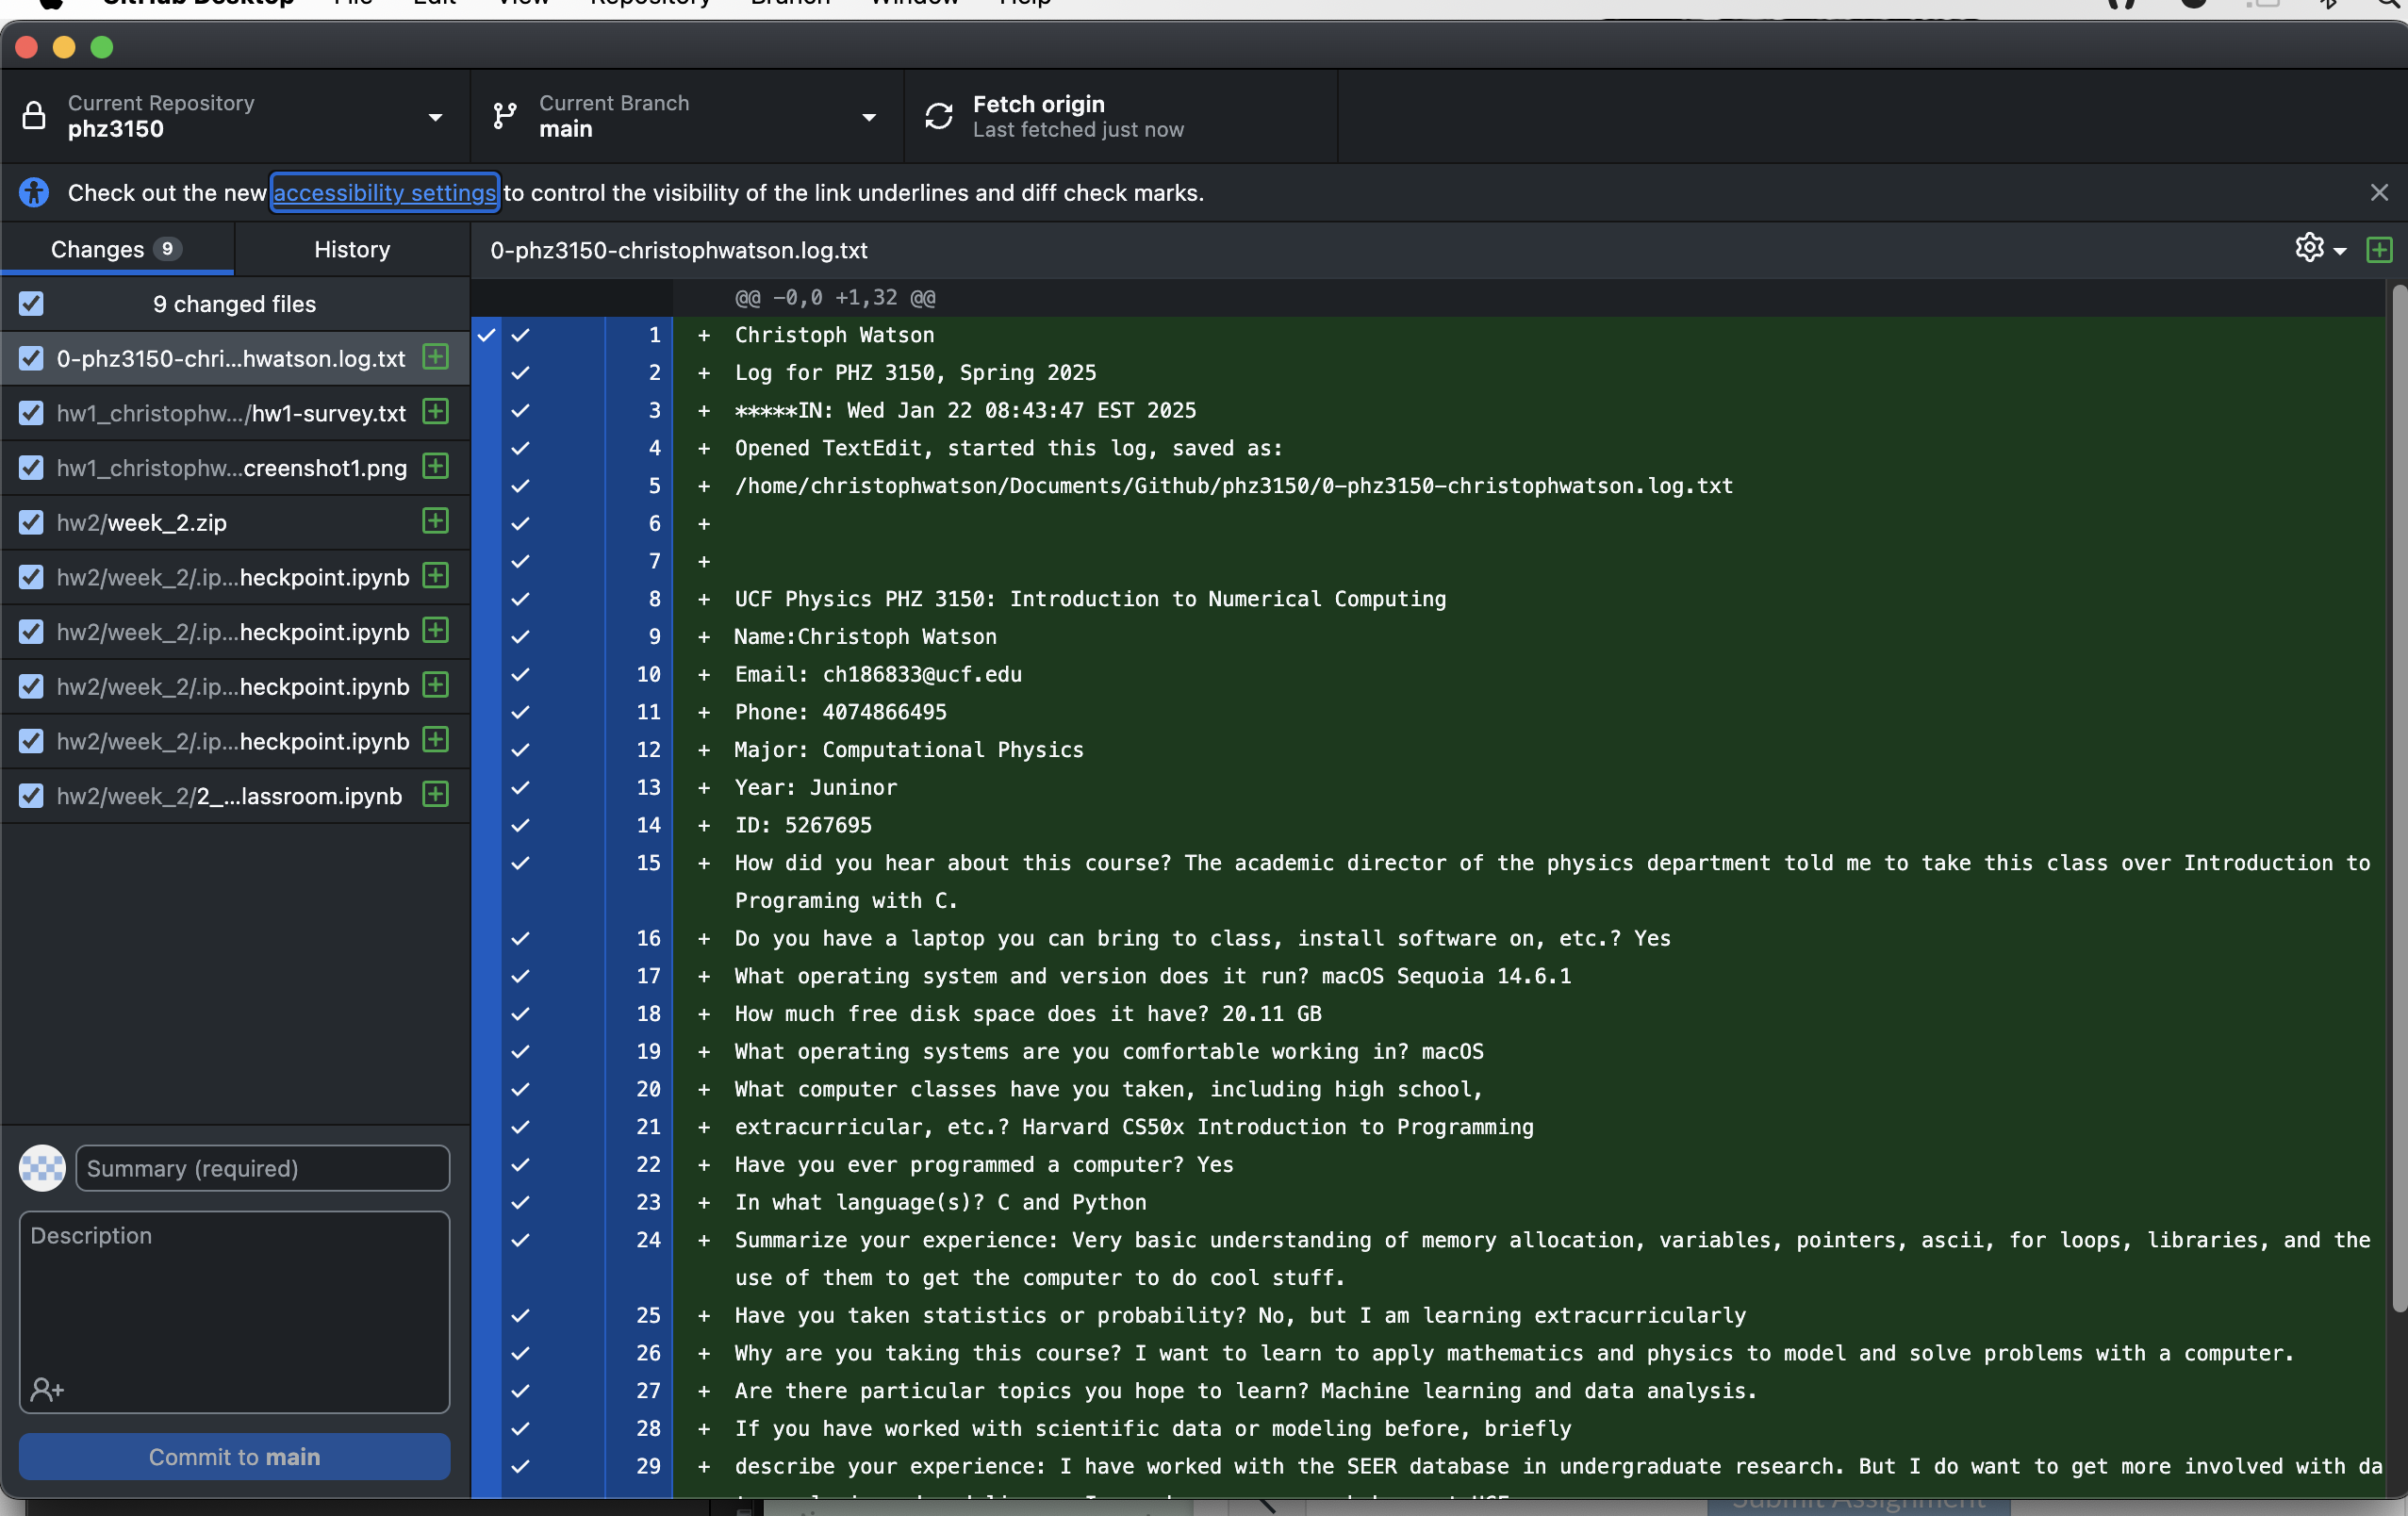 GitHub Desktop File Edit View Repository Branch Window Help
Current Repository
phz3150
Current Branch
main
Fetch origin
Last fetched just now
Check out the new accessibility settings to control the visibility of the link underlines and diff check marks.
Changes 9
History
0-phz3150-christophwatson.log.txt
9 changed files
0-phz3150-chri...hwatson.log.txt
hw1_christophw.../hw1-survey.txt
hw1_christophw...creenshot1.png
hw2/week_2.zip
hw2/week_2/.ip...heckpoint.ipynb
hw2/week_2/.ip...heckpoint.ipynb
hw2/week_2/.ip...heckpoint.ipynb
hw2/week_2/.ip...heckpoint.ipynb
hw2/week_2/2_...lassroom.ipynb
Summary (required)
Description
Commit to main
@@ -0,0 +1,32 @@
1 + Christoph Watson
2 + Log for PHZ 3150, Spring 2025
3 + *****IN: Wed Jan 22 08:43:47 EST 2025
4 + Opened TextEdit, started this log, saved as:
5 + /home/christophwatson/Documents/Github/phz3150/0-phz3150-christophwatson.log.txt
6 +
7 +
8 + UCF Physics PHZ 3150: Introduction to Numerical Computing
9 + Name:Christoph Watson
10 + Email: ch186833@ucf.edu
11 + Phone: 4074866495
12 + Major: Computational Physics
13 + Year: Juninor
14 + ID: 5267695
15 + How did you hear about this course? The academic director of the physics department told me to take this class over Introduction to
Programing with C.
16 + Do you have a laptop you can bring to class, install software on, etc.? Yes
17 + What operating system and version does it run? macOS Sequoia 14.6.1
18 + How much free disk space does it have? 20.11 GB
19 + What operating systems are you comfortable working in? macOS
20 + What computer classes have you taken, including high school,
21 + extracurricular, etc.? Harvard CS50x Introduction to Programming
22 + Have you ever programmed a computer? Yes
23 + In what language(s)? C and Python
24 + Summarize your experience: Very basic understanding of memory allocation, variables, pointers, ascii, for loops, libraries, and the
use of them to get the computer to do cool stuff.
25 + Have you taken statistics or probability? No, but I am learning extracurricularly
26 + Why are you taking this course? I want to learn to apply mathematics and physics to model and solve problems with a computer.
27 + Are there particular topics you hope to learn? Machine learning and data analysis.
28 + If you have worked with scientific data or modeling before, briefly
29 + describe your experience: I have worked with the SEER database in undergraduate research. But I do want to get more involved with da
Submit Assignment